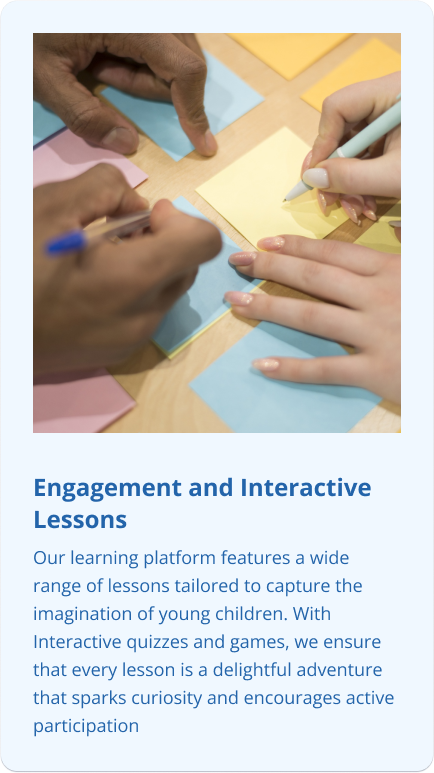 Engagement and Interactive
Lessons
Our learning platform features a wide
range of lessons tailored to capture the
imagination of young children. With
Interactive quizzes and games, we ensure
that every lesson is a delightful adventure
that sparks curiosity and encourages active
participation